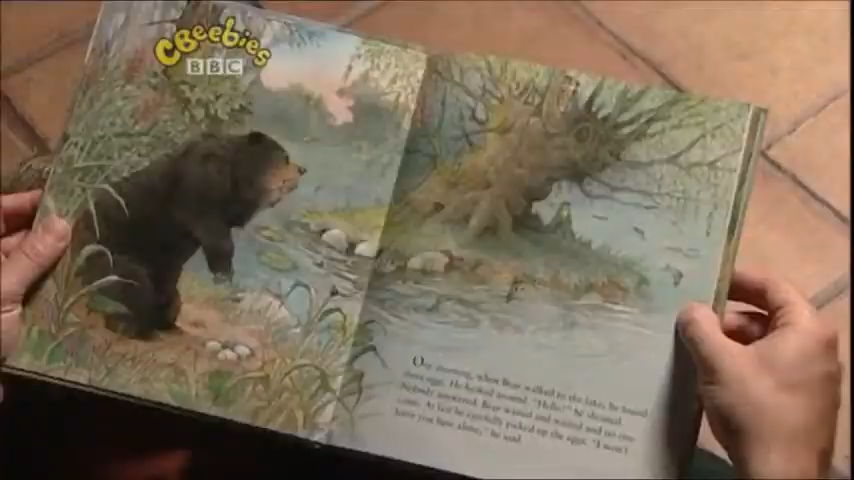 CBeebies
BBC
One morning, when Bear walked to the lake, he found
three eggs. He looked around. "Hello!" he shouted.
Nobody answered. Bear waited and waited and no one
came. At last he carefully picked up the eggs. "I won't
leave you here alone," he said.